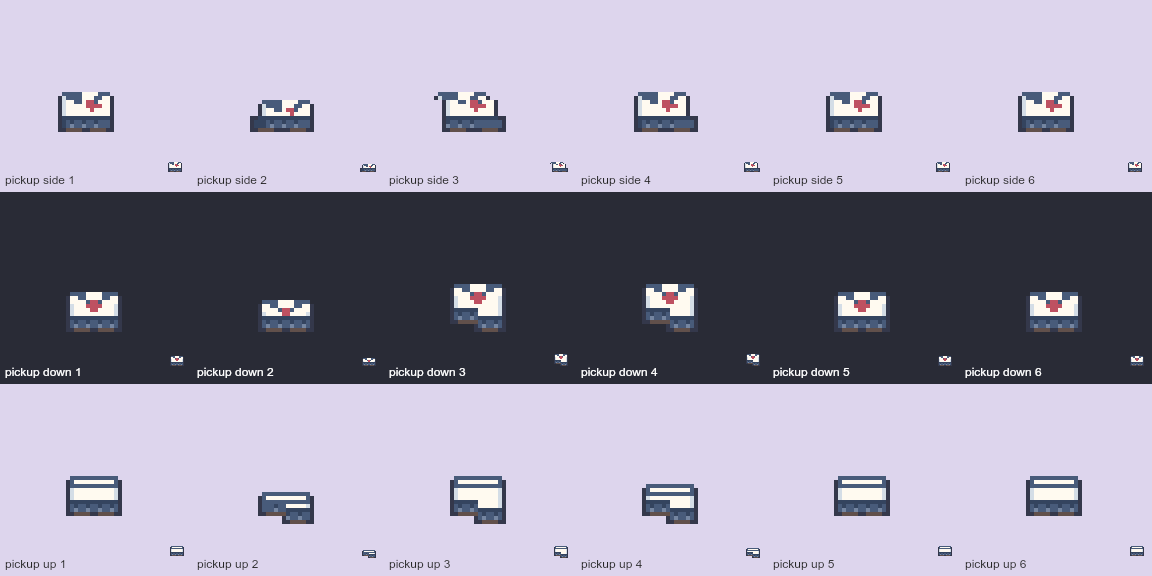 pickup side 1
pickup side 2
pickup side 3
pickup side 4
pickup side 5
pickup side 6
pickup down 1
pickup down 2
pickup down 3
pickup down 4
pickup down 5
pickup down 6
pickup up 1
pickup up 2
pickup up 3
pickup up 4
pickup up 5
pickup up 6